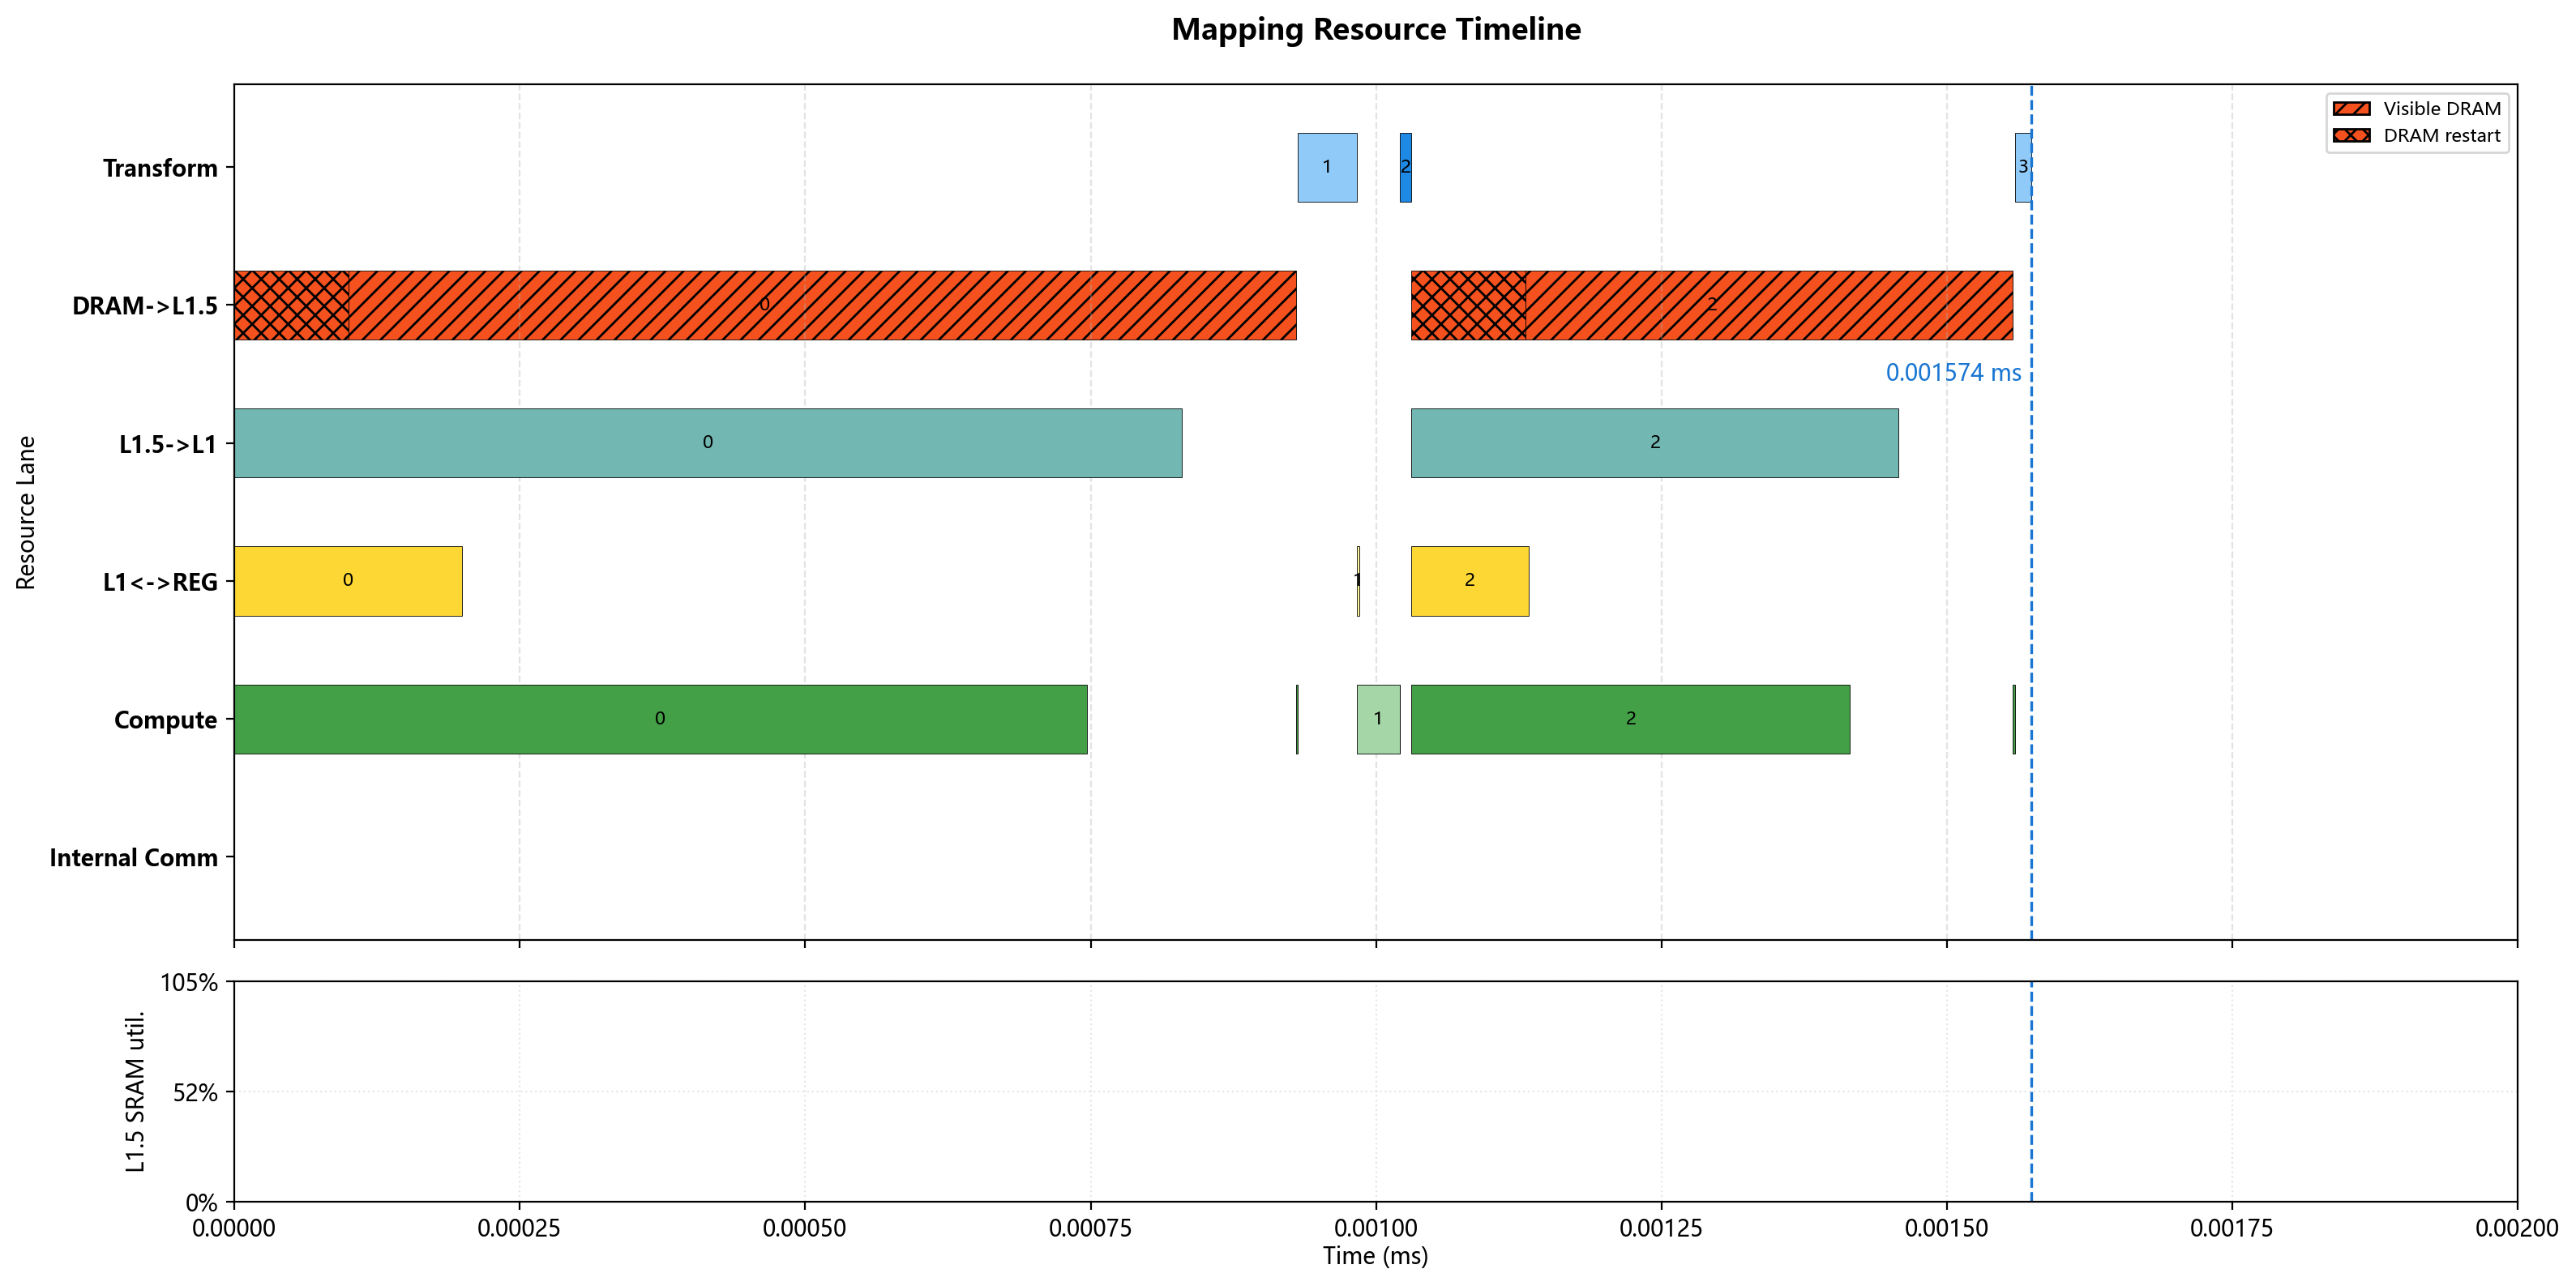 Mapping Resource Timeline
Visible DRAM
DRAM restart
Transform
1
2
3
DRAM->L1.5
0
2
0.001574 ms
L1.5->L1
0
2
L1<->REG
0
1
2
Compute
0
1
2
Internal Comm
Resource Lane
105%
52%
0%
L1.5 SRAM util.
0.00000 0.00025 0.00050 0.00075 0.00100 0.00125 0.00150 0.00175 0.00200
Time (ms)